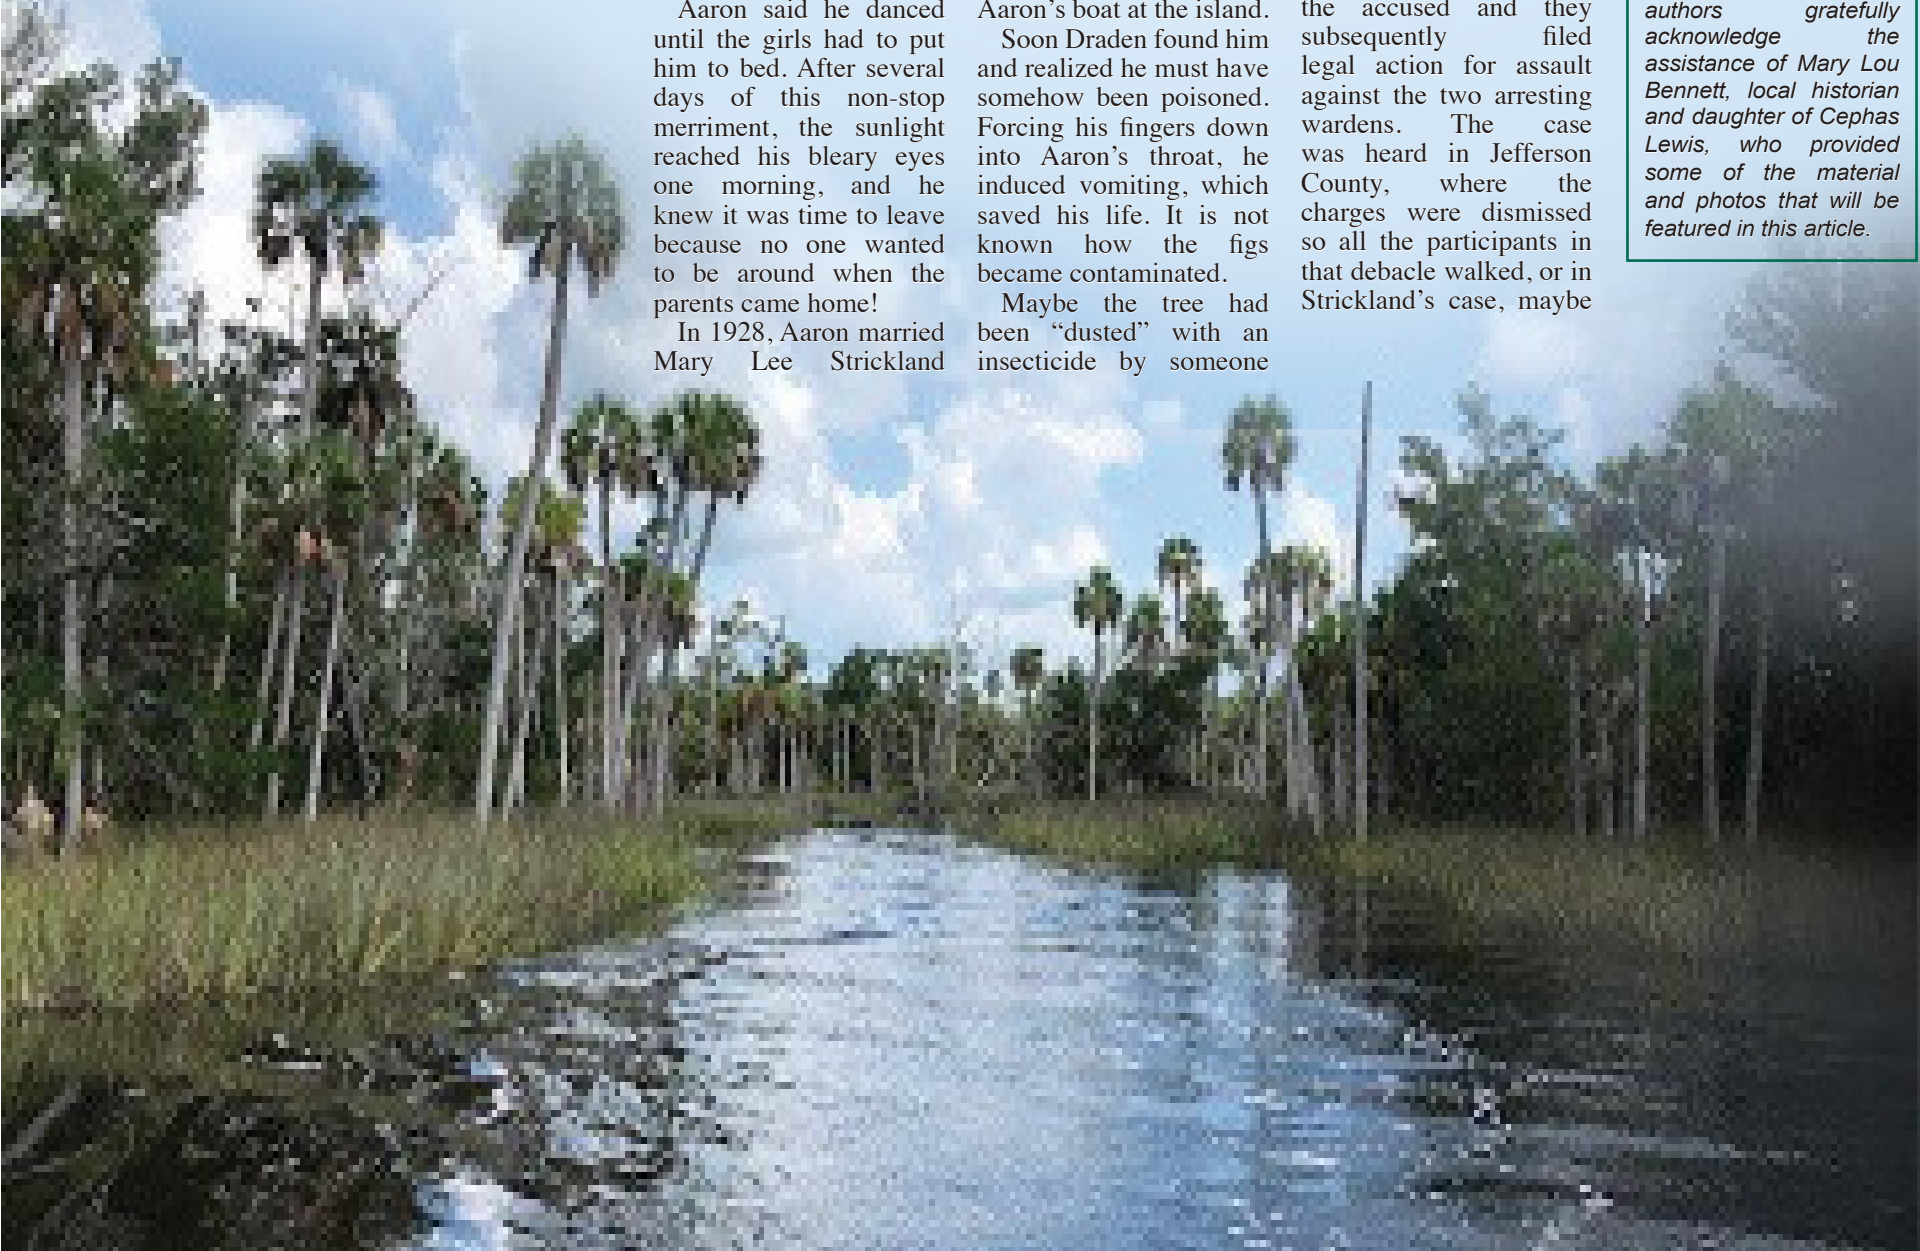 Aaron said he danced
until the girls had to put
him to bed. After several
days of this non-stop
merriment, the sunlight
reached his bleary eyes
one morning, and he
knew it was time to leave
because no one wanted
to be around when the
parents came home!
In 1928, Aaron married
Mary Lee Strickland
Aaron’s boat at the island.
Soon Draden found him
and realized he must have
somehow been poisoned.
Forcing his fingers down
into Aaron’s throat, he
induced vomiting, which
saved his life. It is not
known how the figs
became contaminated.
Maybe the tree had
been “dusted” with an
insecticide by someone
the accused and they
subsequently filed
legal action for assault
against the two arresting
wardens. The case
was heard in Jefferson
County, where the
charges were dismissed
so all the participants in
that debacle walked, or in
Strickland’s case, maybe
authors gratefully
acknowledge the
assistance of Mary Lou
Bennett, local historian
and daughter of Cephas
Lewis, who provided
some of the material
and photos that will be
featured in this article.